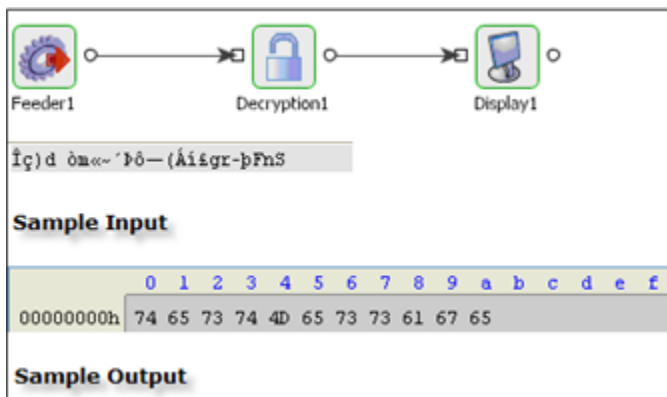 Feeder1 Decryption1 Display1
Îç)d òm«~´Þô—(Áí£gr-þFnS
Sample Input
0 1 2 3 4 5 6 7 8 9 a b c d e f
00000000h 74 65 73 74 4D 65 73 73 61 67 65
Sample Output